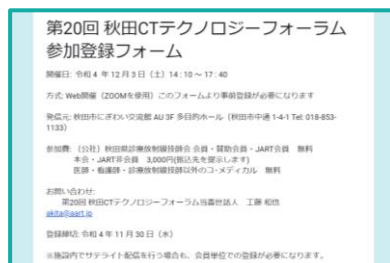 第20回 秋田CTテクノロジーフォーラム
参加登録フォーム
開催日: 令和 4 年 12 月 3 日（土）14 : 10 ～ 17 : 40
方式: Web開催（ZOOMを使用）このフォームより事前登録が必要になります
発信元: 秋田市にぎわい交流館 AU 3F 多目的ホール（秋田市中通 1-4-1 Tel: 018-853-
1133）
参加費: （公社）秋田県診療放射線技師会 会員・賛助会員・JART会員　無料
本会・JART非会員　3,000円(振込先を提示します)
医師・看護師・診療放射線技師以外のコ・メディカル　無料
お問い合わせ:
第20回 秋田CTテクノロジーフォーラム当番世話人　工藤 和也
akita@aart.jp
登録締切: 令和 4 年 11 月 30 日（水）
※施設内でサテライト配信を行う場合も、会員単位での登録が必要になります。